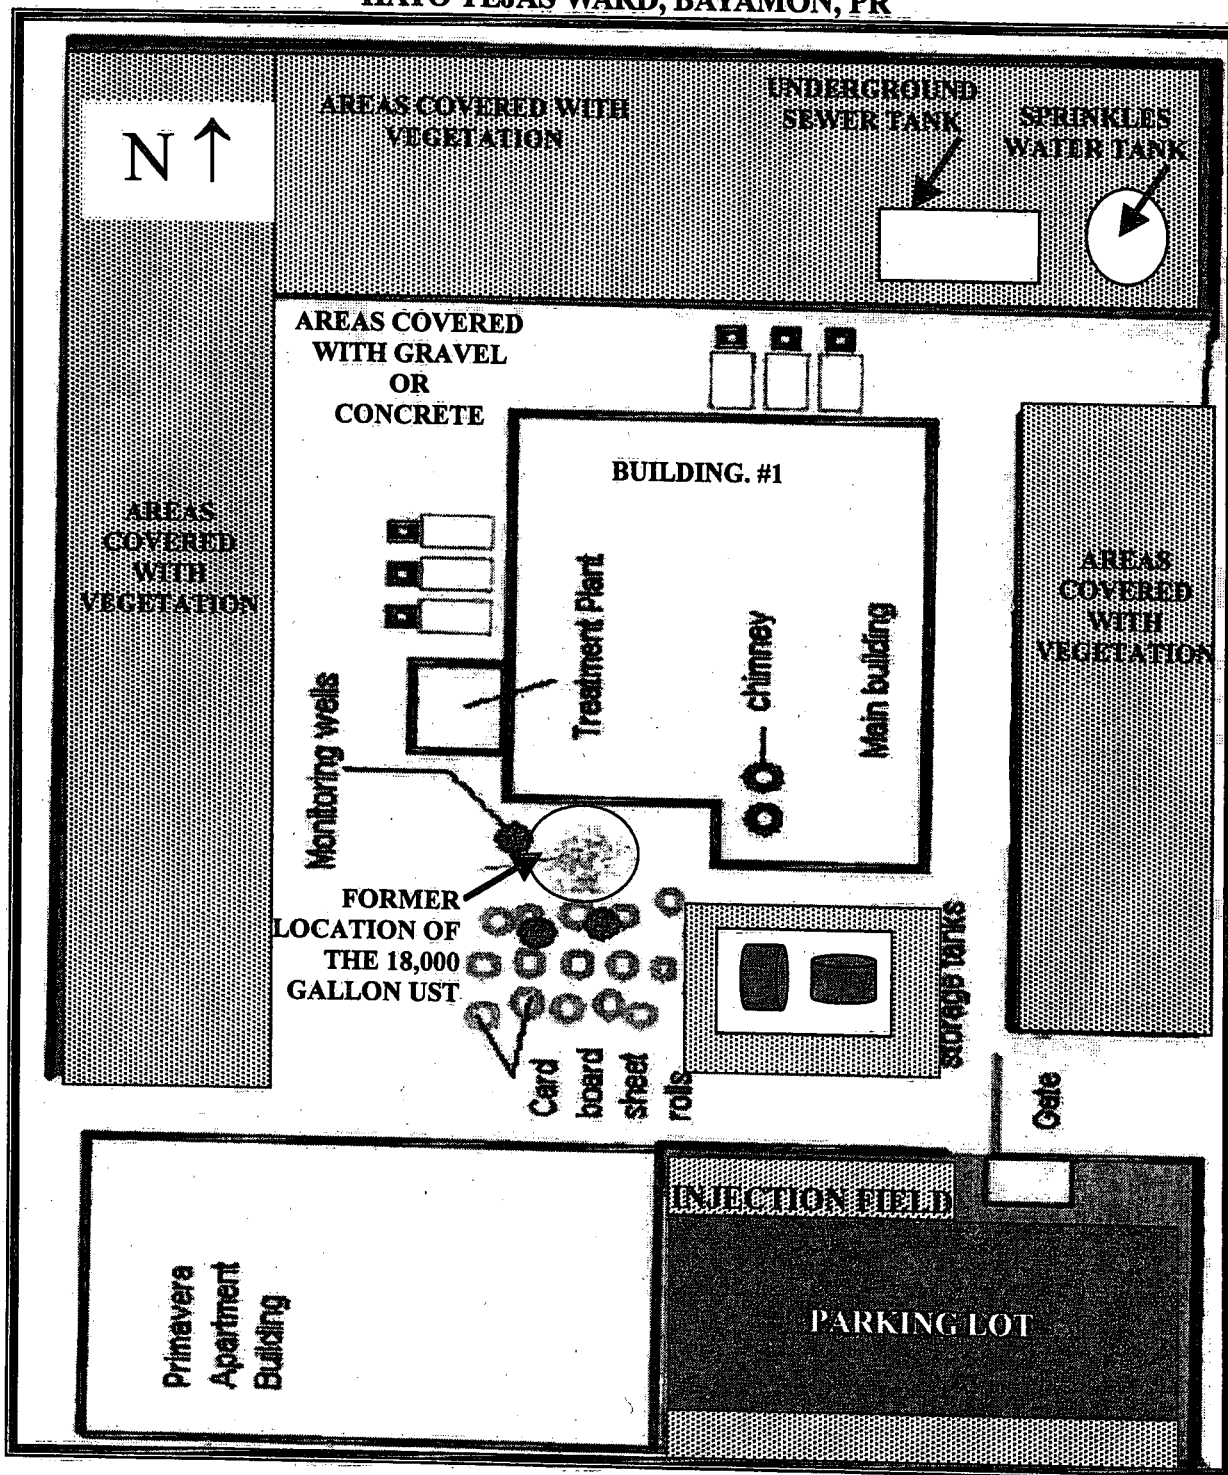 HATO TEJAS WARD, BAYAMON, PR
N
AREAS COVERED WITH
VEGETATION
UNDERGROUND
SEWER TANK
SPRINKLES
WATER TANK
AREAS COVERED
WITH GRAVEL
OR
CONCRETE
BUILDING. #1
AREAS
COVERED
WITH
VEGETATION
AREAS
COVERED
WITH
VEGETATION
Treatment Plant
chimney
Main building
Monitoring wells
FORMER
LOCATION OF
THE 18,000
GALLON UST
storage tanks
Card
board
sheet
rolls
Gate
INJECTION FIELD
Primavera
Apartment
Building
PARKING LOT